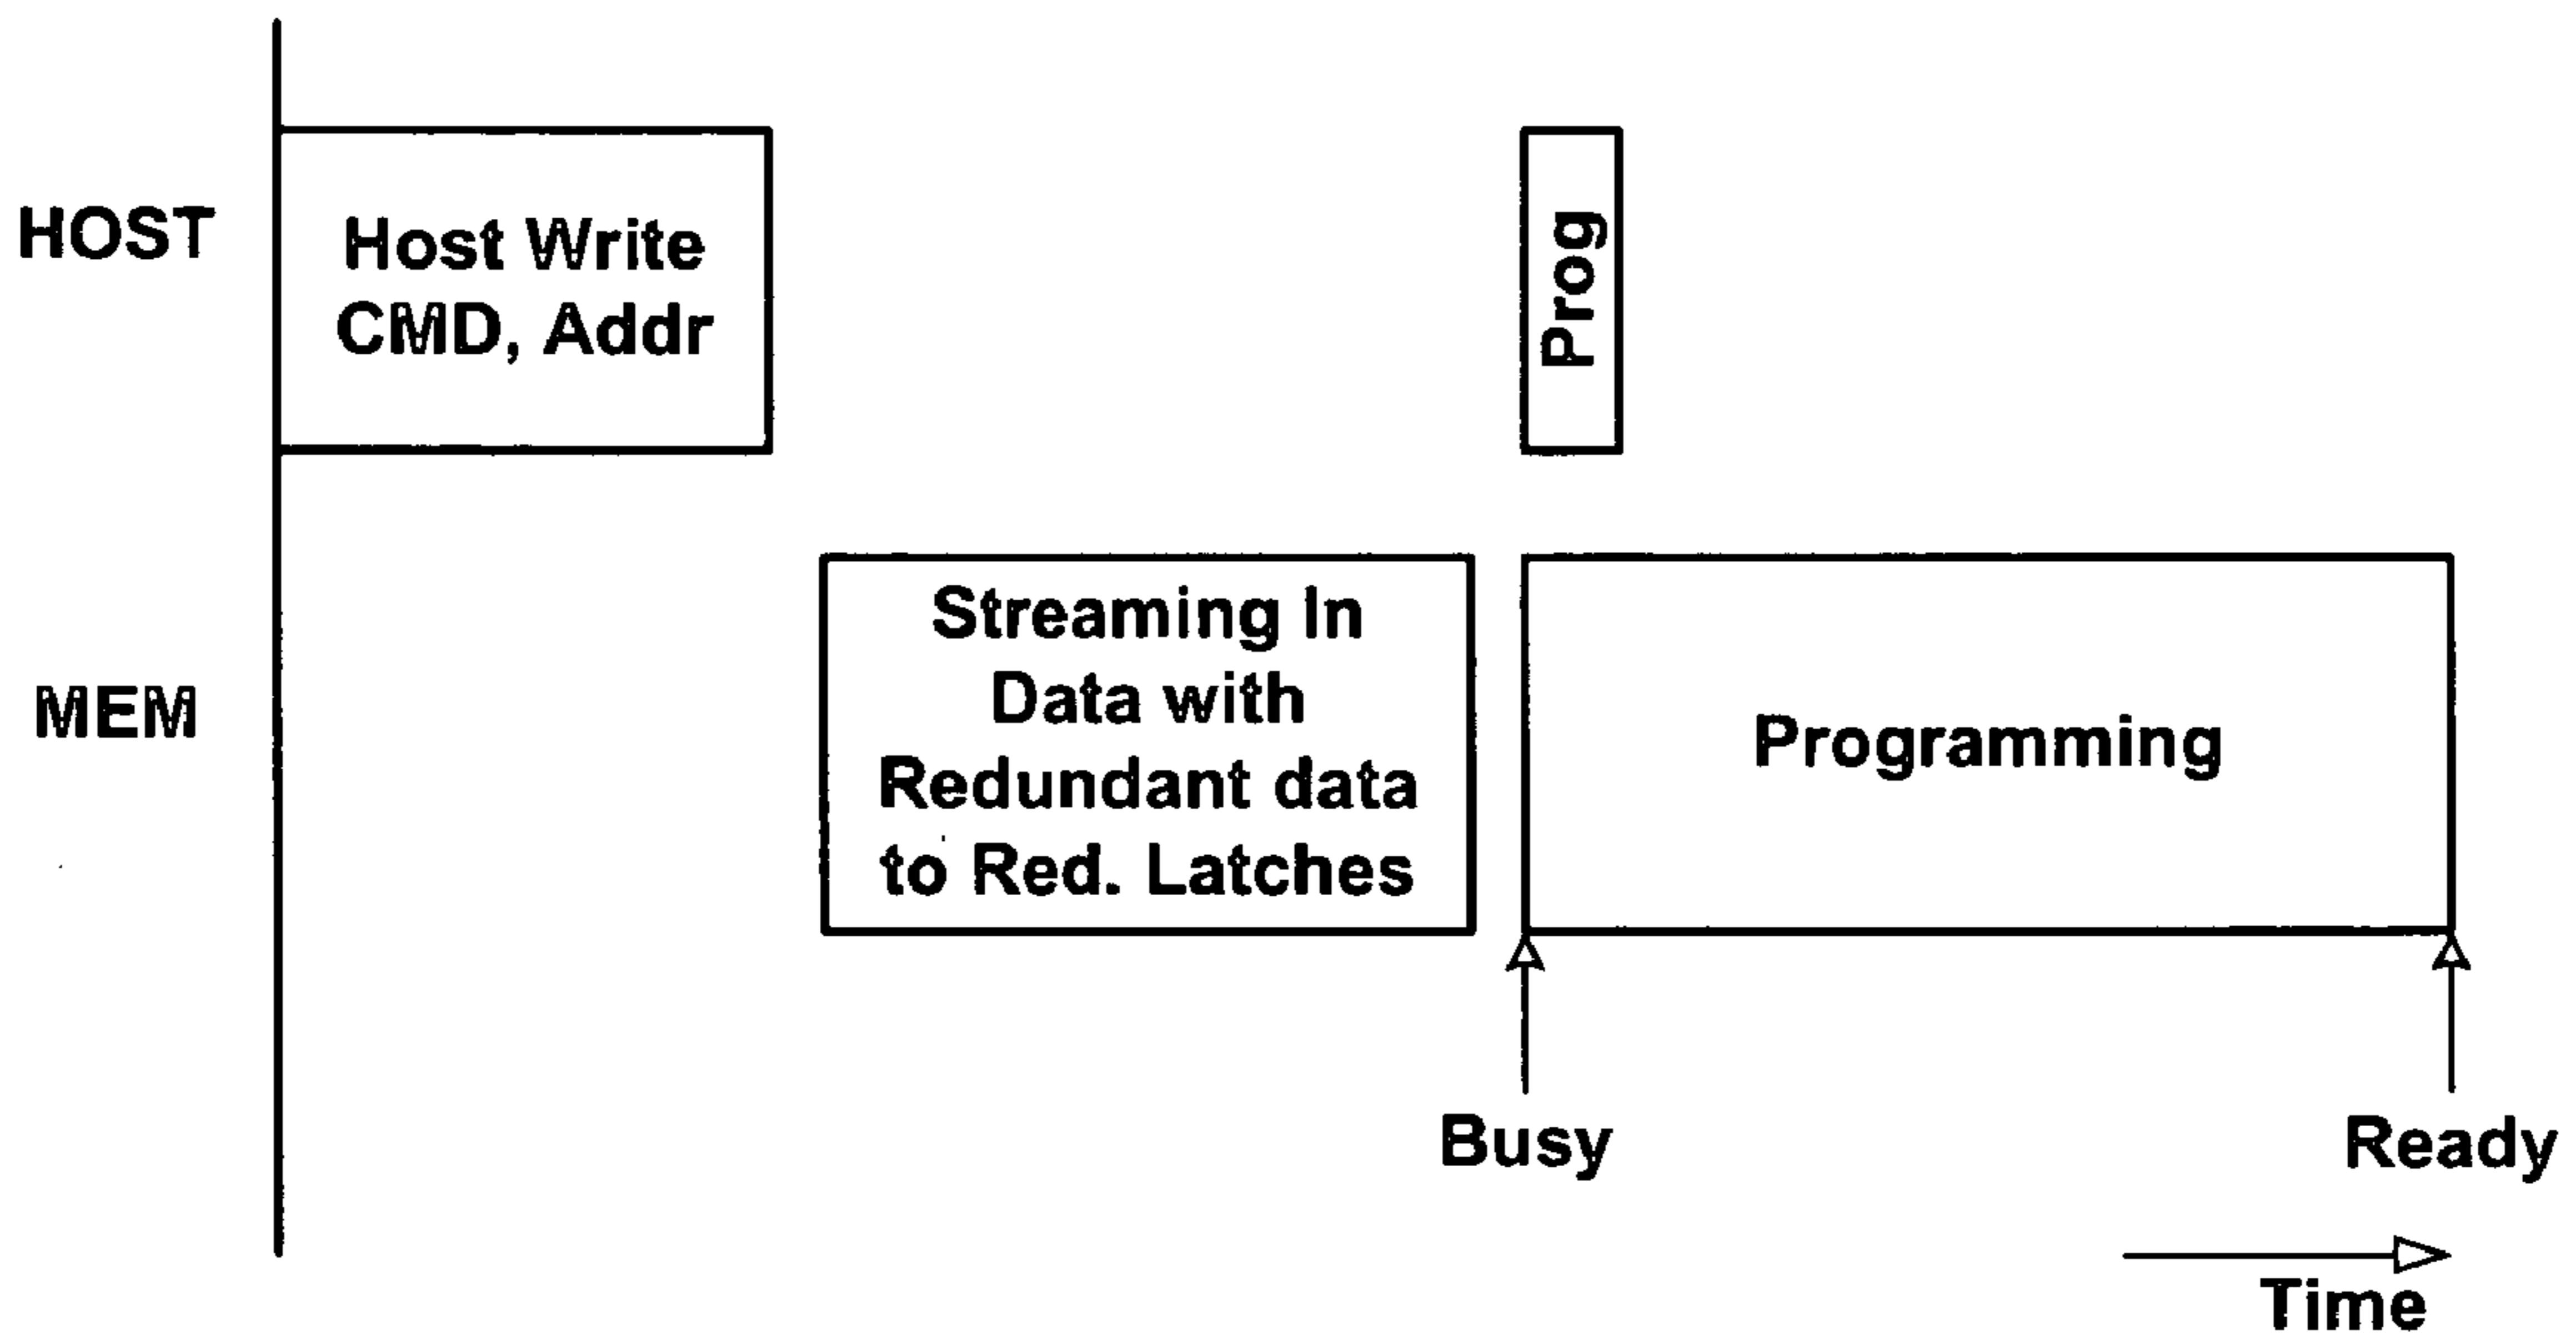 HOST
Host Write
CMD, Addr
Prog
MEM
Streaming In
Data with
Redundant data
to Red. Latches
Programming
Busy
Ready
Time